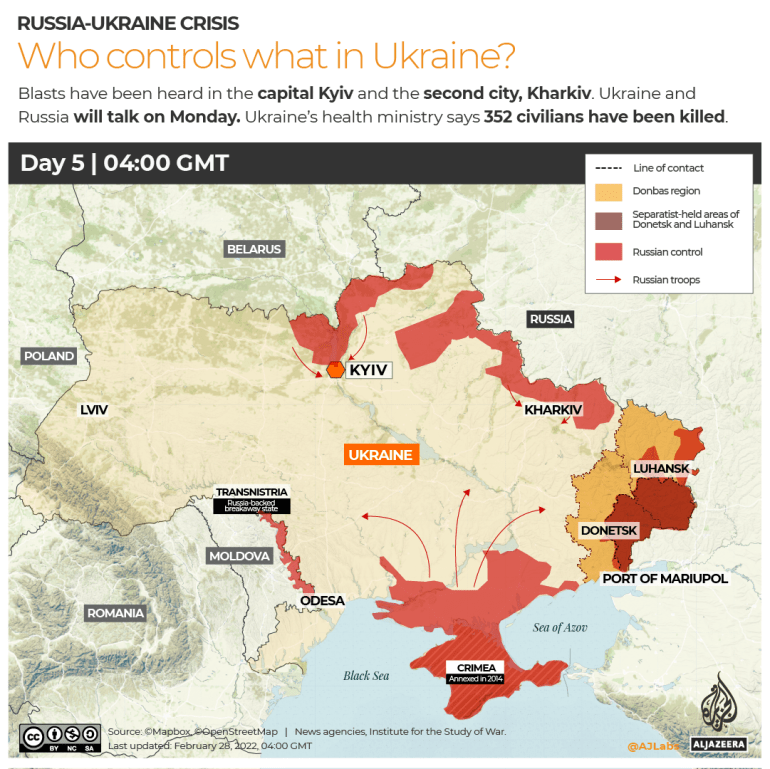 RUSSIA-UKRAINE CRISIS
Who controls what in Ukraine?
Blasts have been heard in the capital Kyiv and the second city, Kharkiv. Ukraine and
Russia will talk on Monday. Ukraine’s health ministry says 352 civilians have been killed.
Day 5 | 04:00 GMT
Line of contact
Donbas region
Separatist-held areas of
Donetsk and Luhansk
Russian control
Russian troops
BELARUS
RUSSIA
POLAND
KYIV
LVIV
KHARKIV
UKRAINE
LUHANSK
TRANSNISTRIA
Russia-backed
breakaway state
DONETSK
MOLDOVA
PORT OF MARIUPOL
ODESA
ROMANIA
Sea of Azov
Black Sea
CRIMEA
Annexed in 2014
cc BY NC SA
Source: ©Mapbox, ©OpenStreetMap | News agencies, Institute for the Study of War.
Last updated: February 28, 2022, 04:00 GMT
@AJLabs
ALJAZEERA